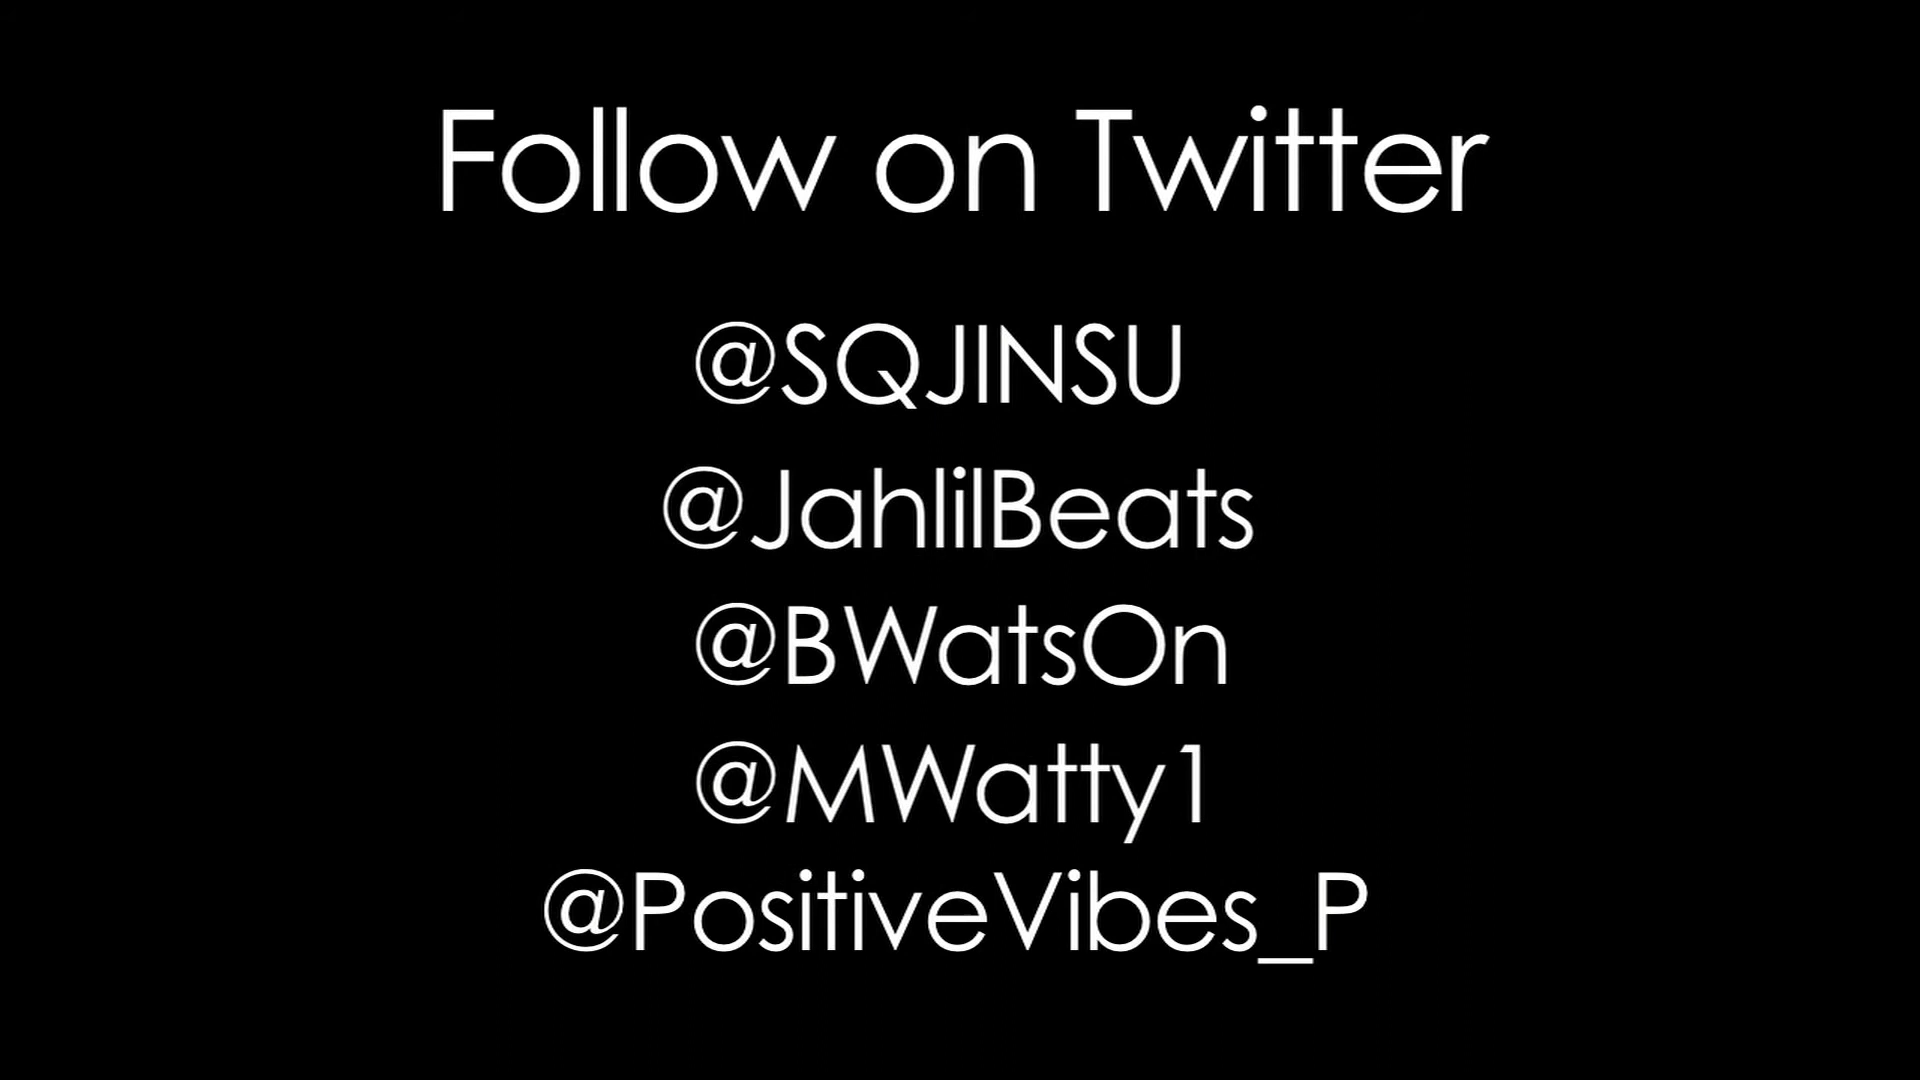 Follow on Twitter
@SQJINSU
@JahlilBeats
@BWatsOn
@MWatty1
@PositiveVibes_P